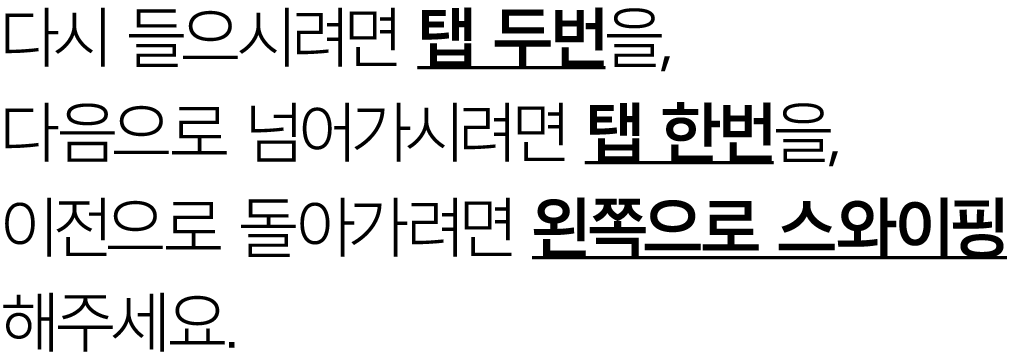 다시 들으시려면 탭 두번을,
다음으로 넘어가시려면 탭 한번을,
이전으로 돌아가려면 왼쪽으로 스와이핑
해주세요.